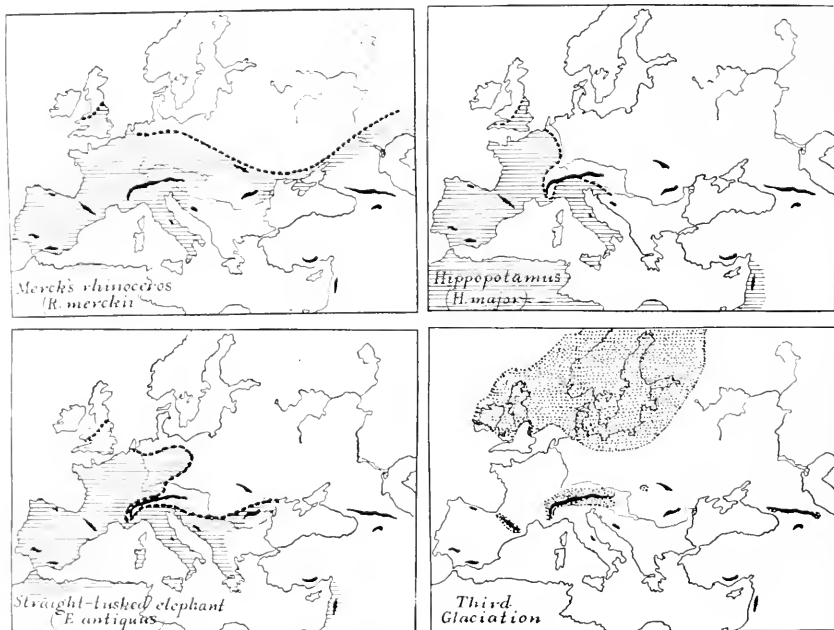 Merck's rhinoceros
(R. merckii)
Hippopotamus
(H. major)
Straight-tusked elephant
(E. antiquus
Third
Glaciation